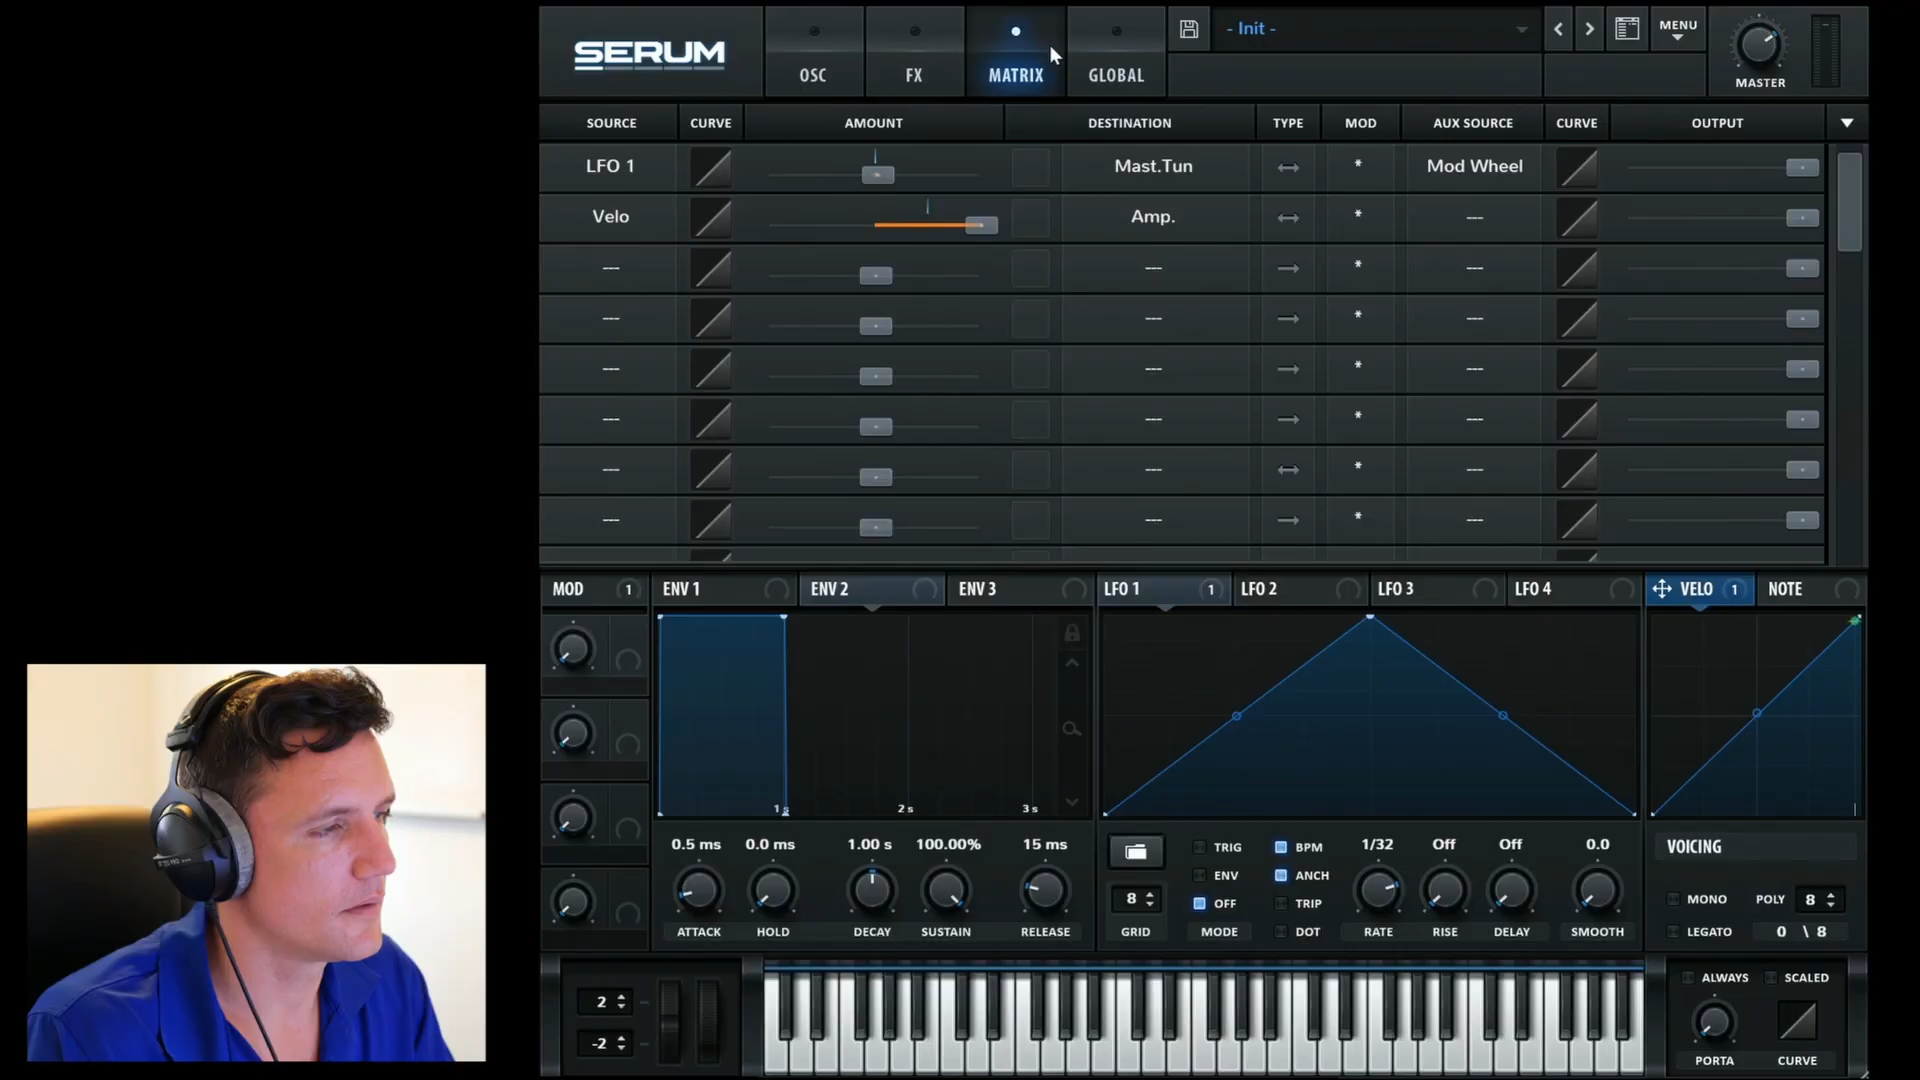 SERUM
OSC
FX
MATRIX
GLOBAL
- Init -
MENU
MASTER
SOURCE CURVE AMOUNT DESTINATION TYPE MOD AUX SOURCE CURVE OUTPUT
LFO 1 Mast.Tun * Mod Wheel
Velo Amp. * ---
--- --- * ---
--- --- * ---
--- --- * ---
--- --- * ---
--- --- * ---
--- --- * ---
MOD 1 ENV 1 ENV 2 ENV 3 LFO 1 1 LFO 2 LFO 3 LFO 4 VELO 1 NOTE
1 s 2 s 3 s
0.5 ms 0.0 ms 1.00 s 100.00% 15 ms
ATTACK HOLD DECAY SUSTAIN RELEASE
TRIG BPM
ENV ANCH
OFF TRIP
MODE DOT
8
GRID
1/32 Off Off 0.0
RATE RISE DELAY SMOOTH
VOICING
MONO POLY 8
LEGATO 0 \ 8
2
-2
ALWAYS SCALED
PORTA CURVE